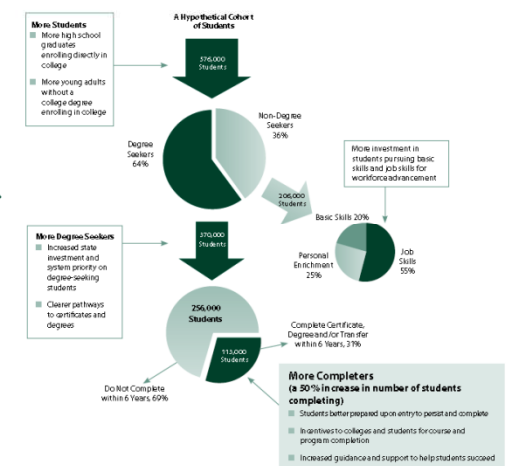 A Hypothetical Cohort
of Students
More Students
More high school
graduates
enrolling directly in
college
More young adults
without a
college degree
enrolling in college
376,000
Students
Non-Degree
Seekers
36%
Degree
Seekers
64%
More investment in
students pursuing basic
skills and job skills for
workforce advancement
206,000
Students
Basic Skills 20%
Job
Skills
55%
Personal
Enrichment
25%
More Degree Seekers
Increased state
investment and
system priority on
degree-seeking
students
Clearer pathways
to certificates and
degrees
370,000
Students
256,000
Students
Complete Certificate,
Degree and/or Transfer
within 6 Years, 31%
113,000
Students
Do Not Complete
within 6 Years, 69%
More Completers
(a 50% increase in number of students
completing)
Students better prepared upon entry to persist and complete
Incentives to colleges and students for course and
program completion
Increased guidance and support to help students succeed